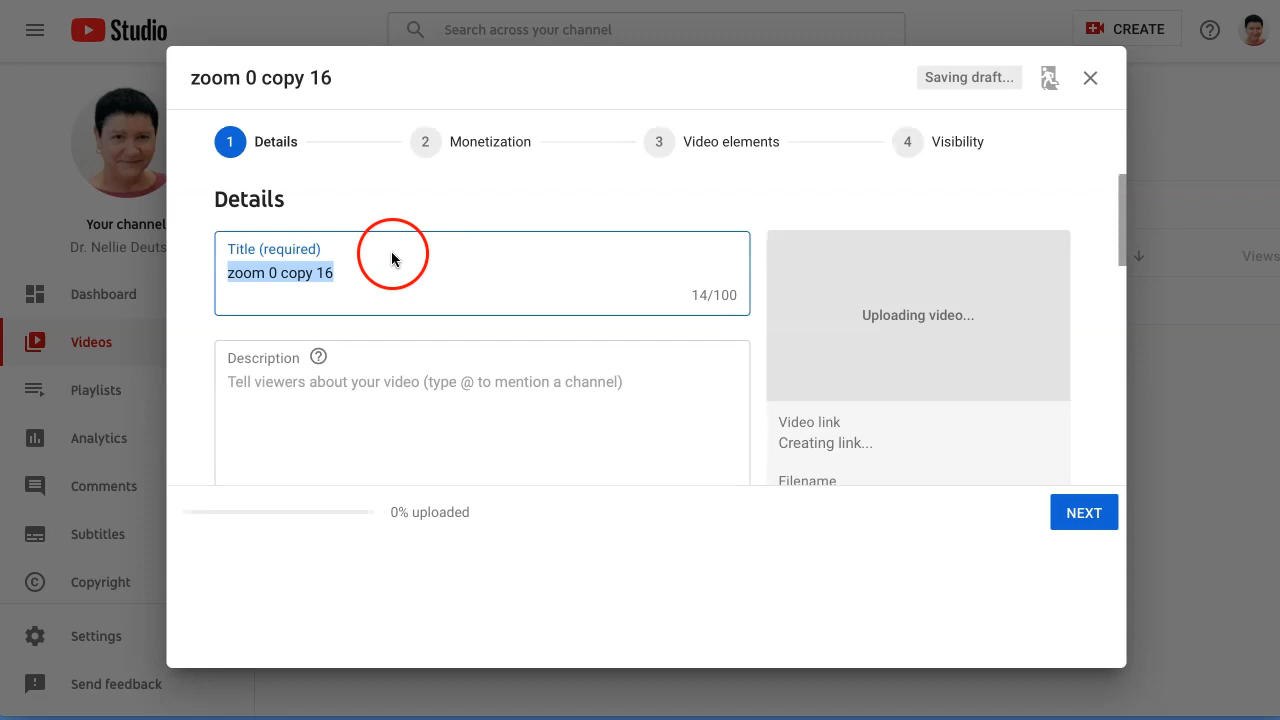 Studio
Search across your channel
CREATE
zoom 0 copy 16
Saving draft...
1 Details
2 Monetization
3 Video elements
4 Visibility
Details
Title (required)
zoom 0 copy 16
14/100
Description
Tell viewers about your video (type @ to mention a channel)
Uploading video...
Video link
Creating link...
Filename
0% uploaded
NEXT
Your channel
Dr. Nellie Deuts
Dashboard
Videos
Playlists
Analytics
Comments
Subtitles
Copyright
Settings
Send feedback
Views